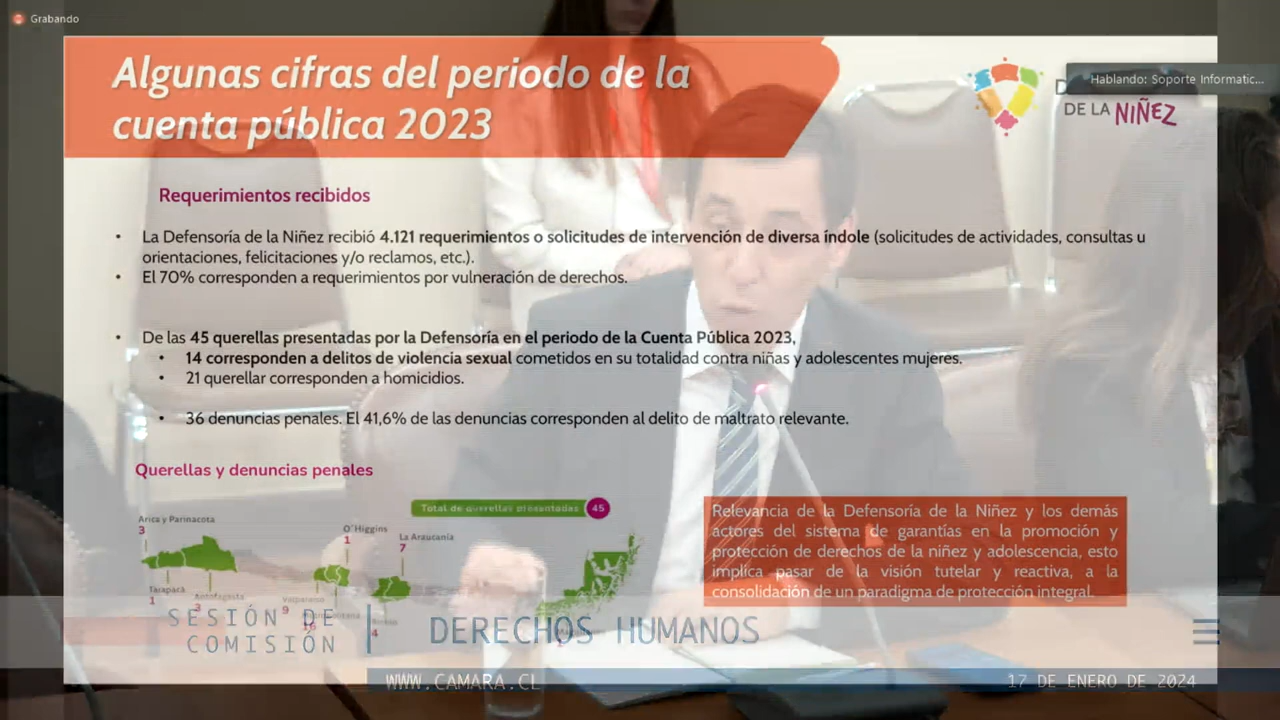 Grabando
Algunas cifras del periodo de la
cuenta pública 2023
Hablando: Soporte Informatic...
DE LA NIÑEZ
Requerimientos recibidos
• La Defensoría de la Niñez recibió 4.121 requerimientos o solicitudes de intervención de diversa índole (solicitudes de actividades, consultas u
orientaciones, felicitaciones y/o reclamos, etc.).
• El 70% corresponden a requerimientos por vulneración de derechos.
• De las 45 querellas presentadas por la Defensoría en el periodo de la Cuenta Pública 2023,
• 14 corresponden a delitos de violencia sexual cometidos en su totalidad contra niñas y adolescentes mujeres.
• 21 querellar corresponden a homicidios.
• 36 denuncias penales. El 41,6% de las denuncias corresponden al delito de maltrato relevante.
Querellas y denuncias penales
Total de querellas presentadas 45
Arica y Parinacota
3
O'Higgins
1
La Araucanía
7
Tarapacá
1
Antofagasta
3
Valparaíso
9
4
Relevancia de la Defensoría de la Niñez y los demás
actores del sistema de garantías en la promoción y
protección de derechos de la niñez y adolescencia, esto
implica pasar de la visión tutelar y reactiva, a la
consolidación de un paradigma de protección integral.
SESIÓN DE
COMISIÓN
DERECHOS HUMANOS
WWW.CAMARA.CL
17 DE ENERO DE 2024